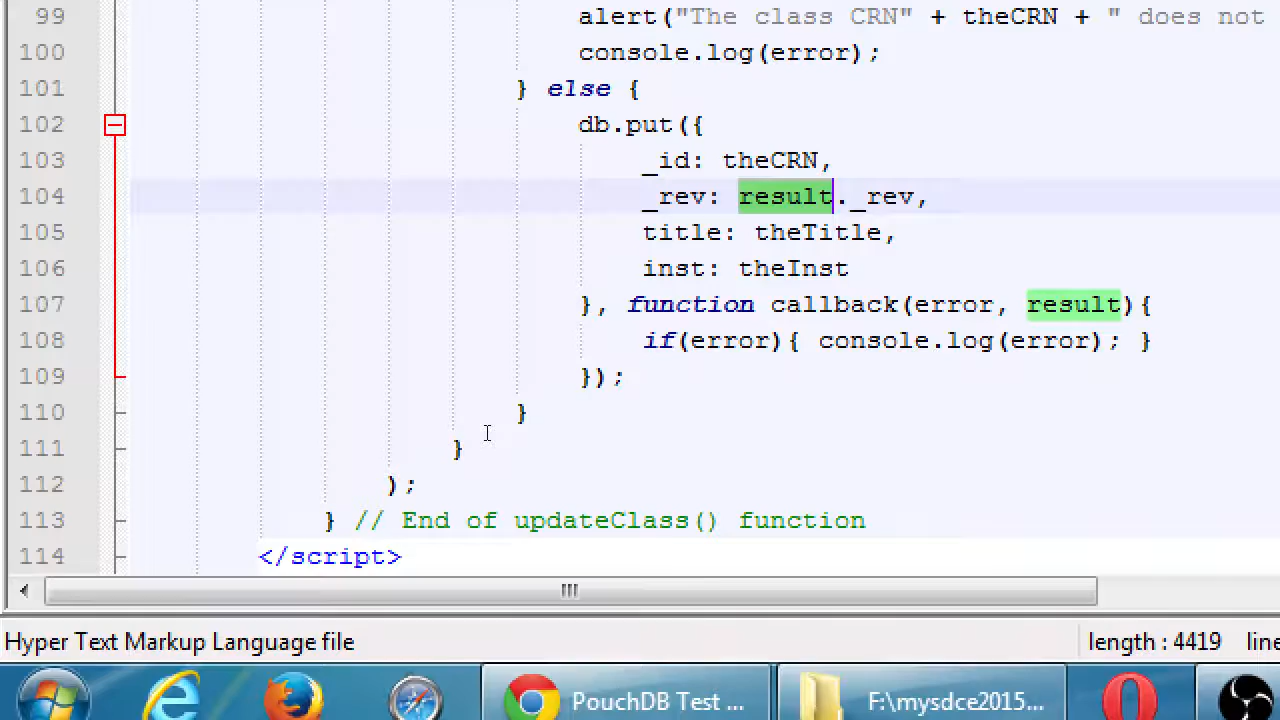 99 alert("The class CRN" + theCRN + " does not
100 console.log(error);
101 } else {
102 db.put({
103 _id: theCRN,
104 _rev: result._rev,
105 title: theTitle,
106 inst: theInst
107 }, function callback(error, result){
108 if(error){ console.log(error); }
109 });
110 }
111 }
112 );
113 } // End of updateClass() function
114 </script>
Hyper Text Markup Language file length : 4419 line
PouchDB Test ... F:\mysdce2015...